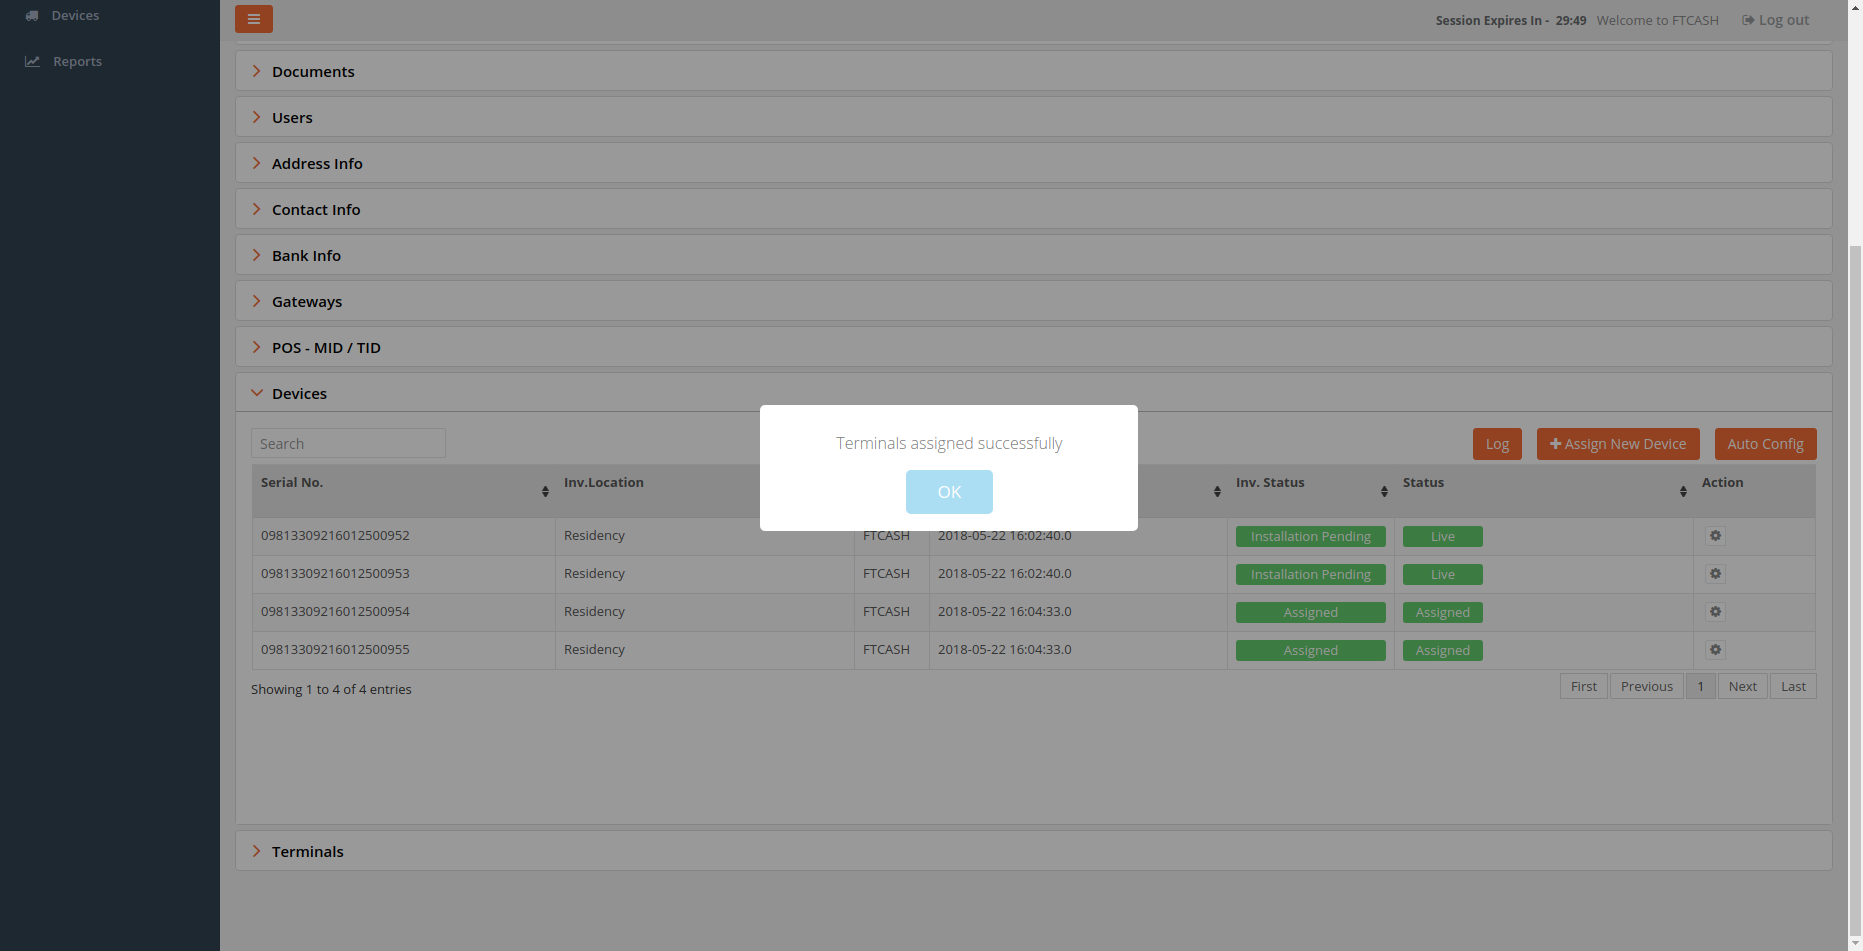 Devices
Reports
Session Expires In - 29:49 Welcome to FTCASH Log out
Documents
Users
Address Info
Contact Info
Bank Info
Gateways
POS - MID / TID
Devices
Search
Log
Assign New Device
Auto Config
Terminals assigned successfully
OK
Serial No. Inv.Location Inv. Status Status Action
09813309216012500952 Residency FTCASH 2018-05-22 16:02:40.0 Installation Pending Live
09813309216012500953 Residency FTCASH 2018-05-22 16:02:40.0 Installation Pending Live
09813309216012500954 Residency FTCASH 2018-05-22 16:04:33.0 Assigned Assigned
09813309216012500955 Residency FTCASH 2018-05-22 16:04:33.0 Assigned Assigned
Showing 1 to 4 of 4 entries
First Previous 1 Next Last
Terminals